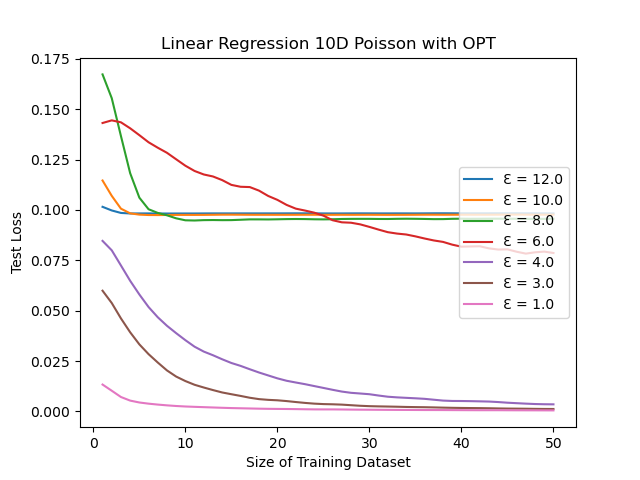 Linear Regression 10D Poisson with OPT
Test Loss
0.175
0.150
0.125
0.100
0.075
0.050
0.025
0.000
Ɛ = 12.0
Ɛ = 10.0
Ɛ = 8.0
Ɛ = 6.0
Ɛ = 4.0
Ɛ = 3.0
Ɛ = 1.0
0 10 20 30 40 50
Size of Training Dataset